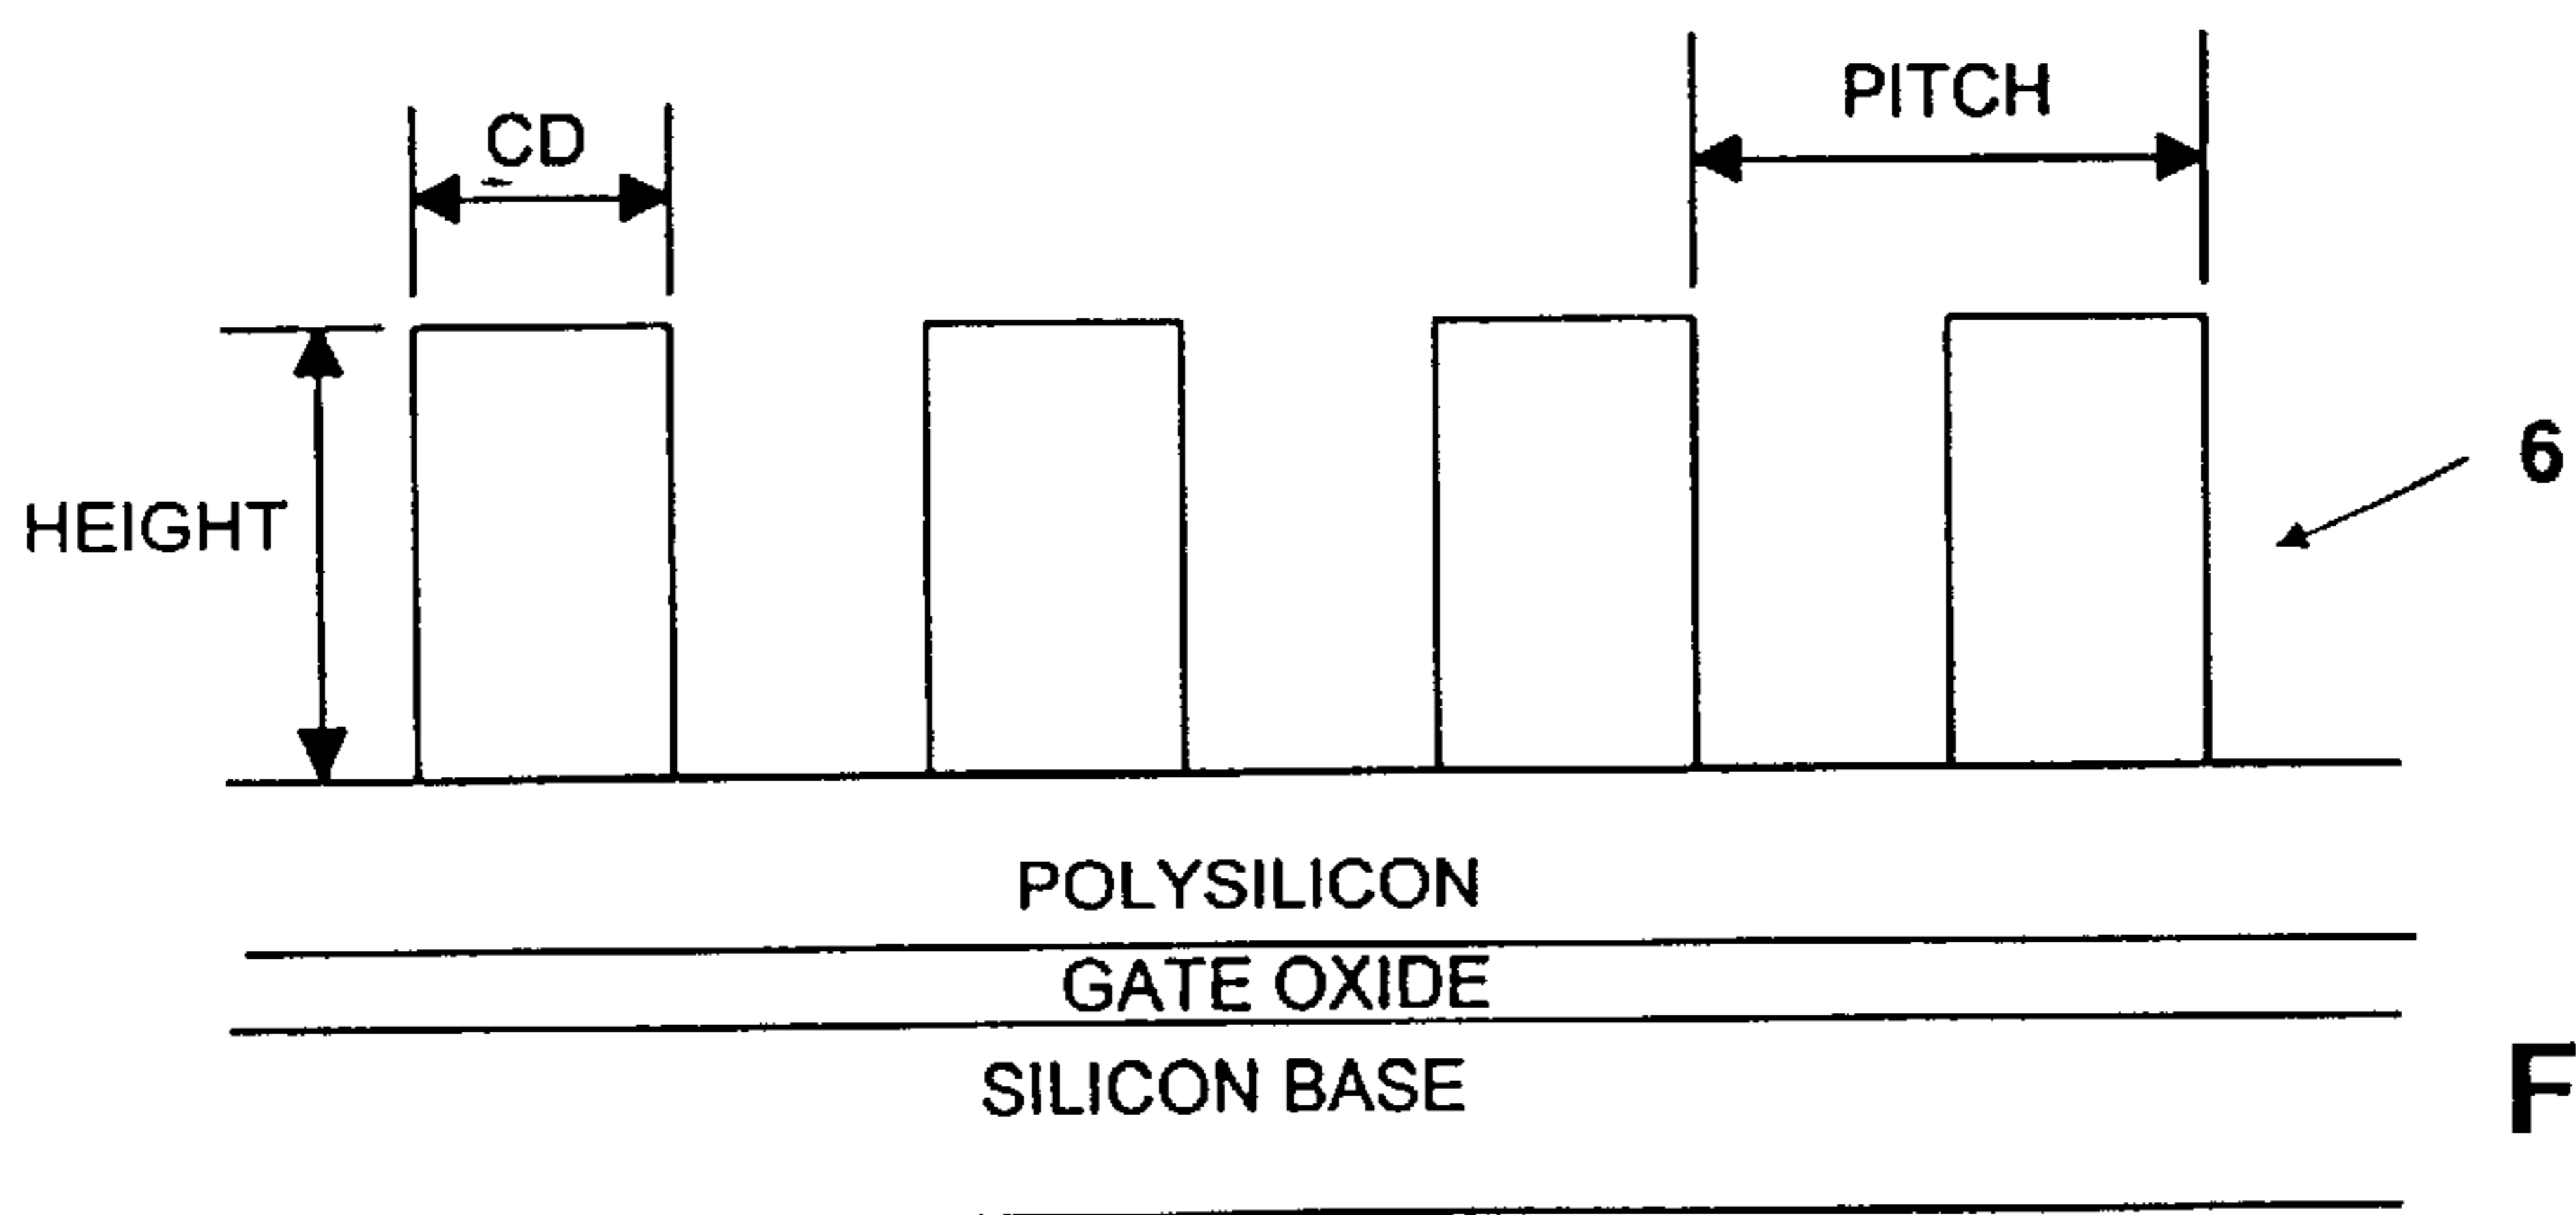 PITCH
CD
6
HEIGHT
POLYSILICON
GATE OXIDE
SILICON BASE
F